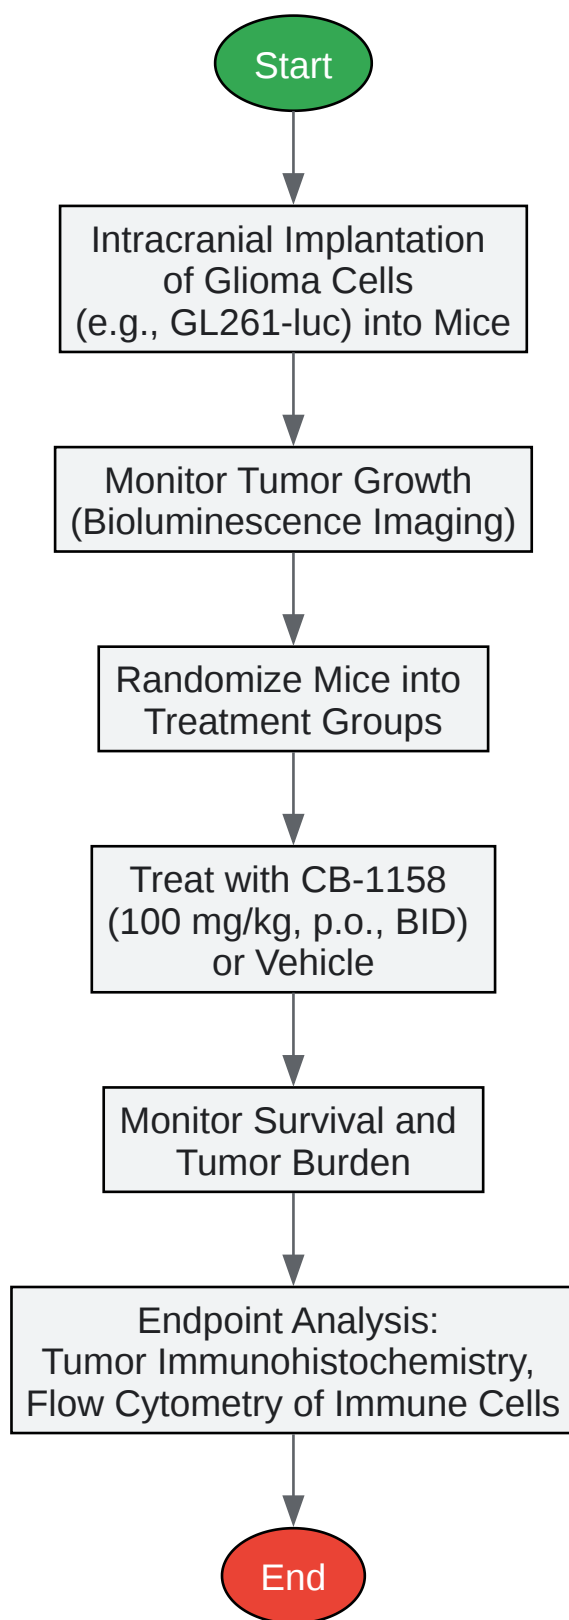 Start
Intracranial Implantation
of Glioma Cells
(e.g., GL261-luc) into Mice
Monitor Tumor Growth
(Bioluminescence Imaging)
Randomize Mice into
Treatment Groups
Treat with CB-1158
(100 mg/kg, p.o., BID)
or Vehicle
Monitor Survival and
Tumor Burden
Endpoint Analysis:
Tumor Immunohistochemistry,
Flow Cytometry of Immune Cells
End